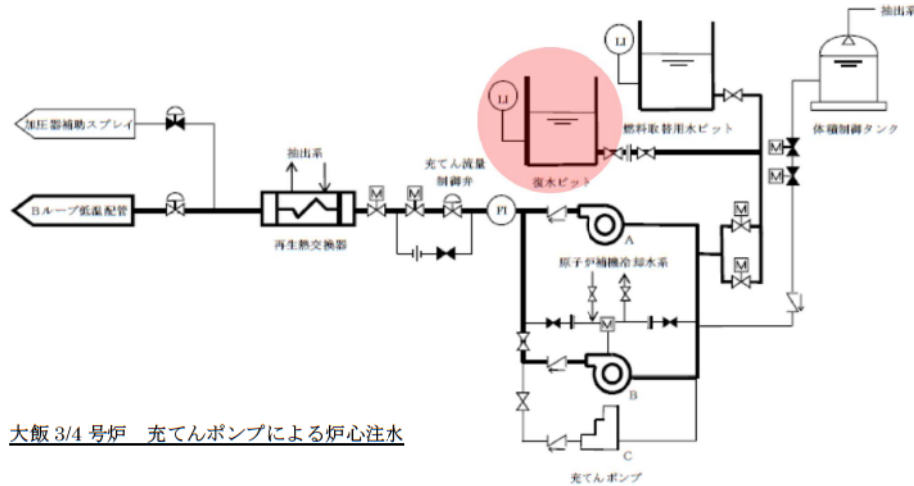 抽出系
LI
LI
加圧器補助スプレイ
燃料取替用水ピット
体積制御タンク
M
抽出系
充てん流量
制御弁
復水ピット
M
Bループ低温配管
M
M
FI
M
再生熱交換器
A
原子炉補機冷却水系
M
M
B
大飯 3/4 号炉 充てんポンプによる炉心注水
C
充てんポンプ